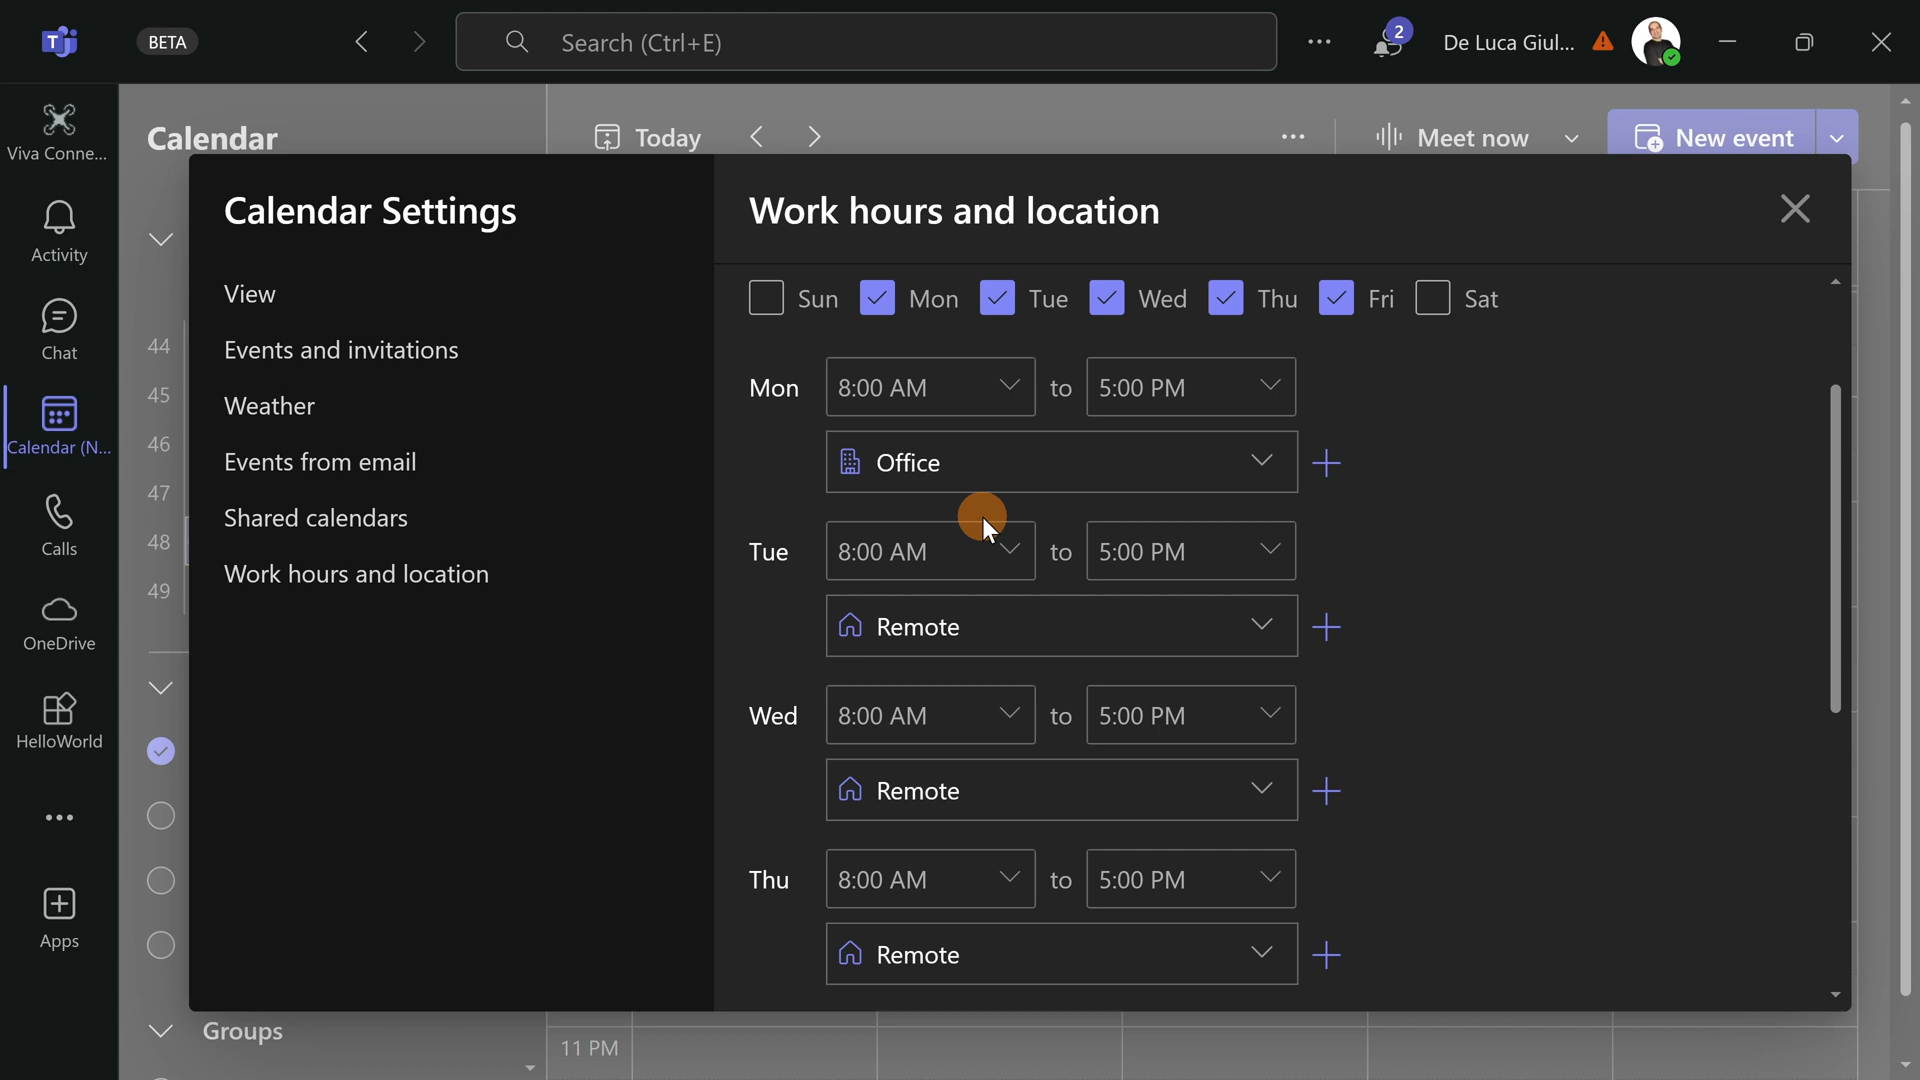 T
BETA
Search (Ctrl+E)
2
De Luca Giul...
Viva Conne...
Activity
Chat
Calendar (N...
Calls
OneDrive
HelloWorld
Apps
Calendar
Today
Meet now
New event
44
45
46
47
48
49
Groups
11 PM
Calendar Settings
View
Events and invitations
Weather
Events from email
Shared calendars
Work hours and location
Work hours and location
Sun Mon Tue Wed Thu Fri Sat
Mon 8:00 AM to 5:00 PM
Office
Tue 8:00 AM to 5:00 PM
Remote
Wed 8:00 AM to 5:00 PM
Remote
Thu 8:00 AM to 5:00 PM
Remote